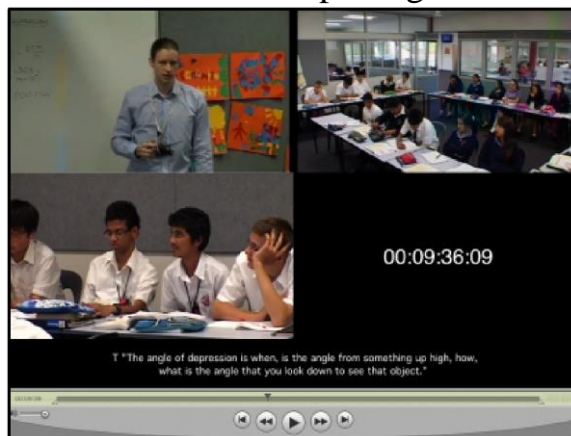 00:09:36:09
T "The angle of depression is when, is the angle from something up high, how,
what is the angle that you look down to see that object."